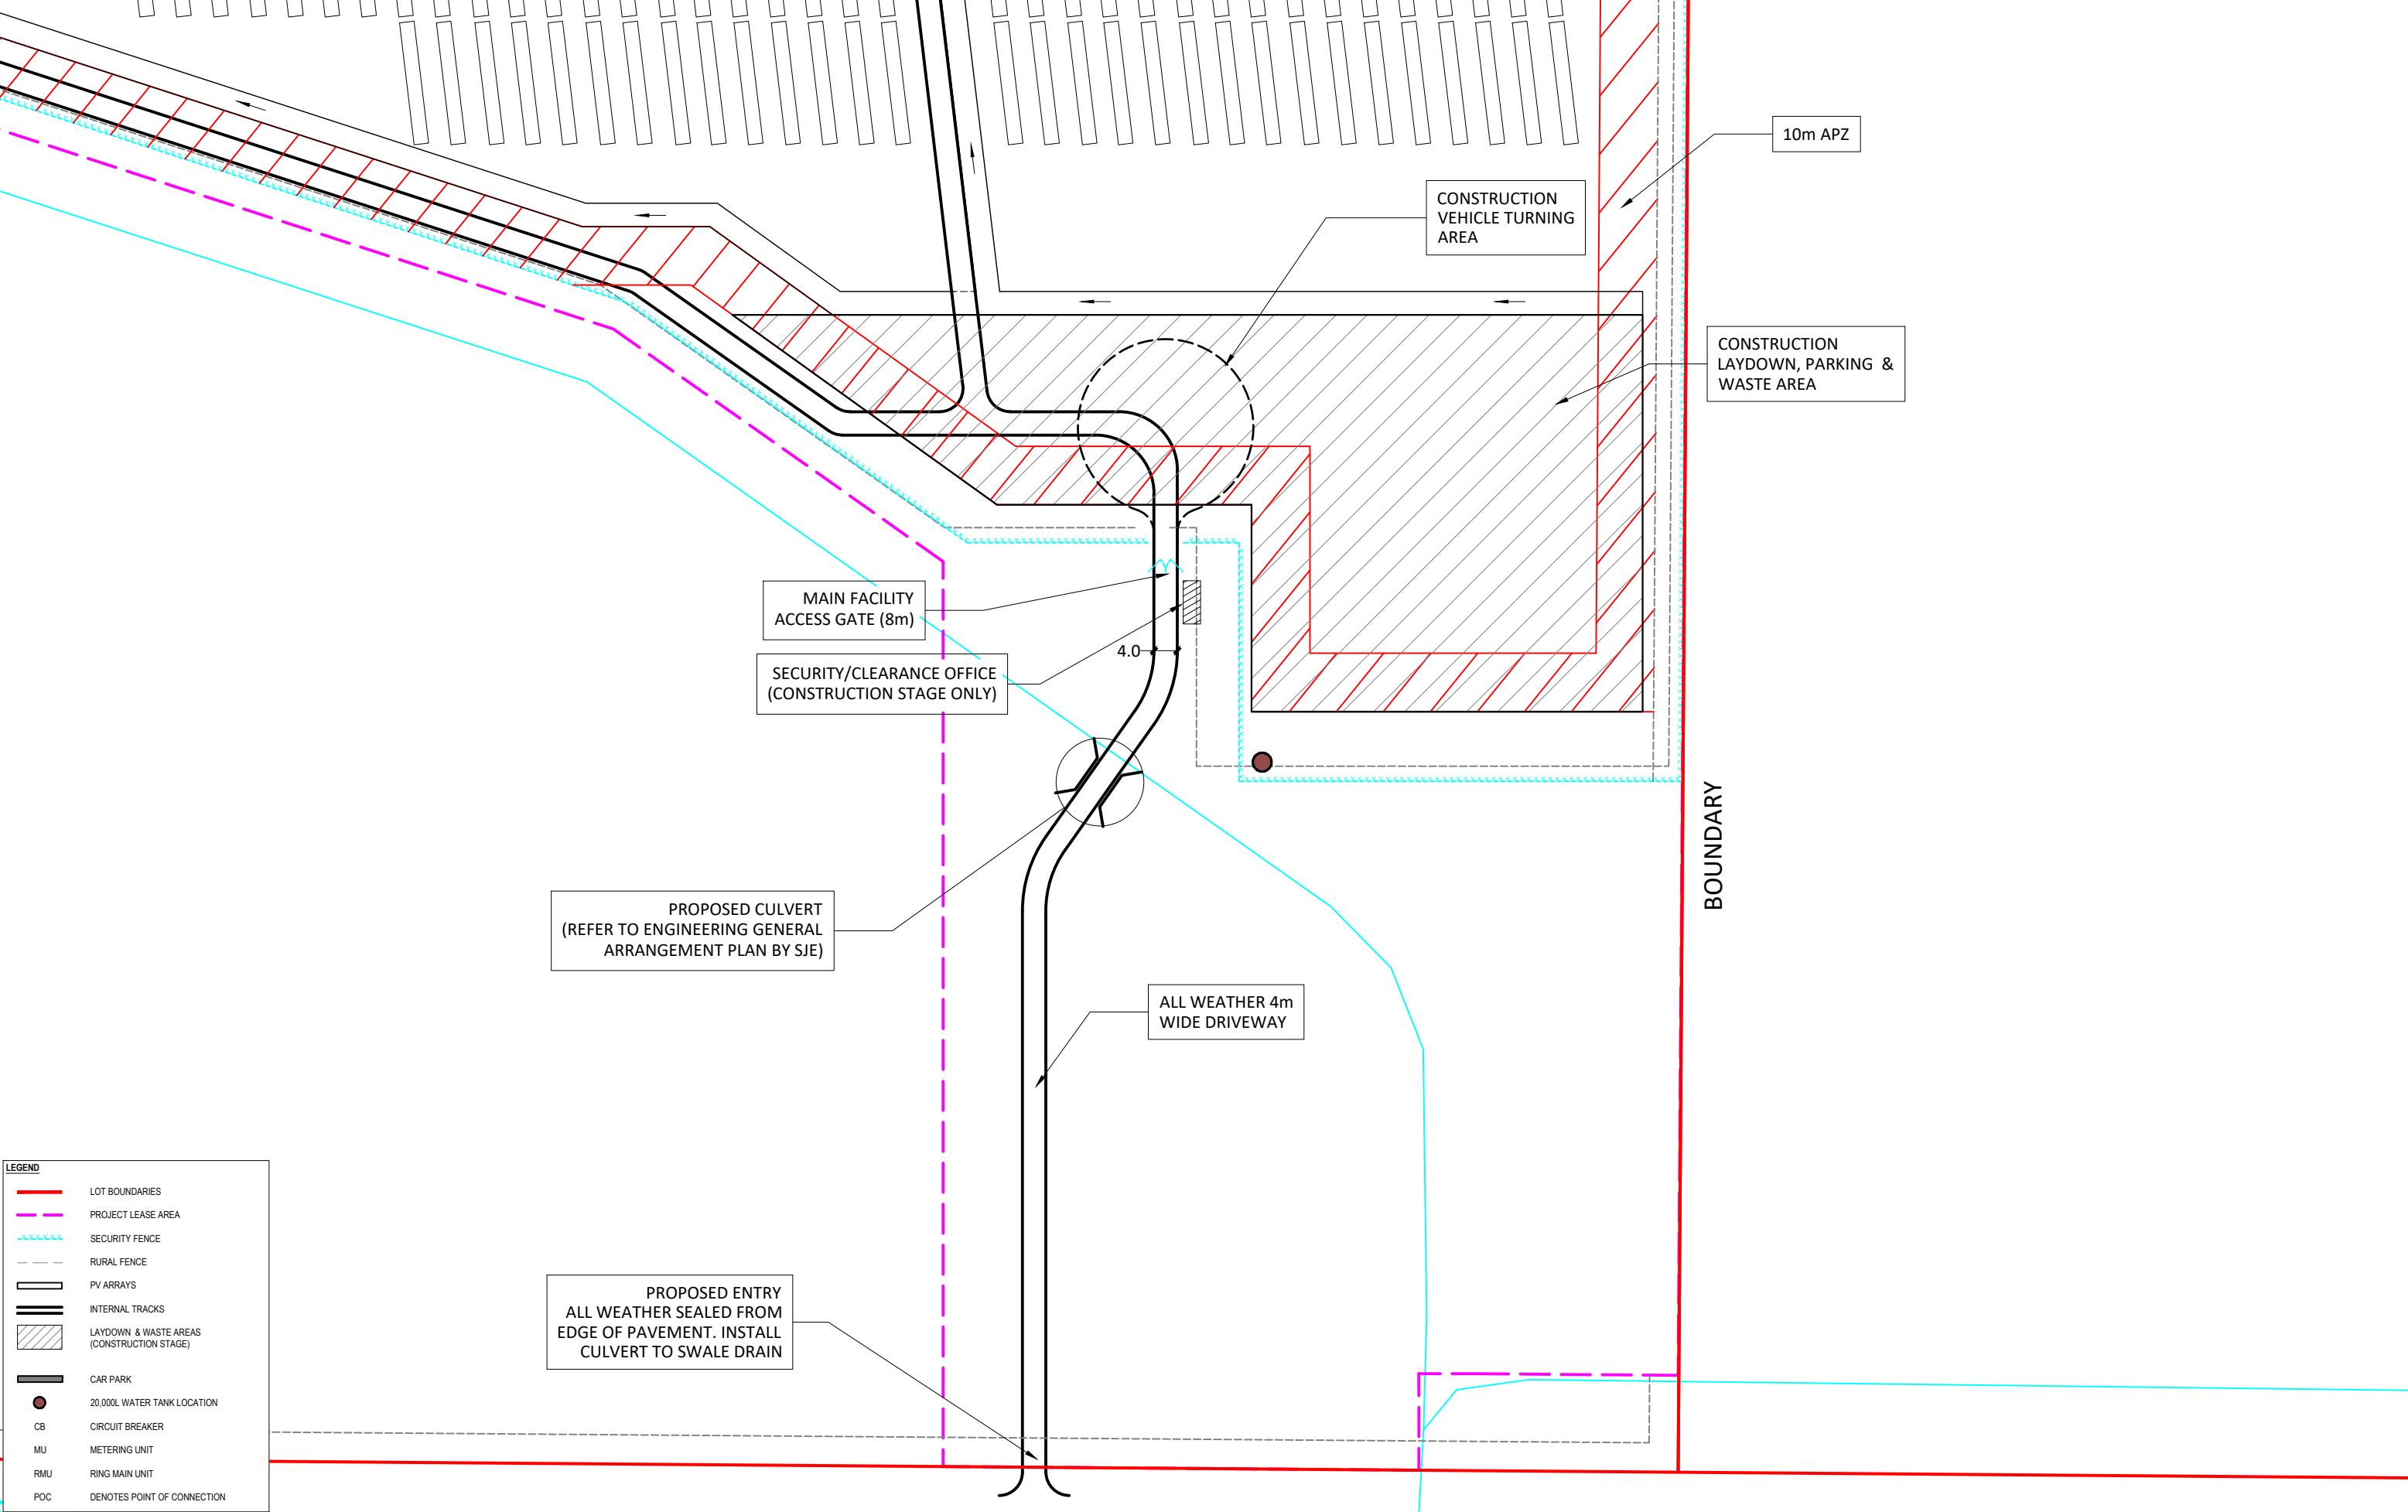 10m APZ
CONSTRUCTION
VEHICLE TURNING
AREA
CONSTRUCTION
LAYDOWN, PARKING &
WASTE AREA
MAIN FACILITY
ACCESS GATE (8m)
4.0
SECURITY/CLEARANCE OFFICE
(CONSTRUCTION STAGE ONLY)
BOUNDARY
PROPOSED CULVERT
(REFER TO ENGINEERING GENERAL
ARRANGEMENT PLAN BY SJE)
ALL WEATHER 4m
WIDE DRIVEWAY
PROPOSED ENTRY
ALL WEATHER SEALED FROM
EDGE OF PAVEMENT. INSTALL
CULVERT TO SWALE DRAIN
LEGEND
LOT BOUNDARIES
PROJECT LEASE AREA
SECURITY FENCE
RURAL FENCE
PV ARRAYS
INTERNAL TRACKS
LAYDOWN & WASTE AREAS
(CONSTRUCTION STAGE)
CAR PARK
20,000L WATER TANK LOCATION
CB CIRCUIT BREAKER
MU METERING UNIT
RMU RING MAIN UNIT
POC DENOTES POINT OF CONNECTION